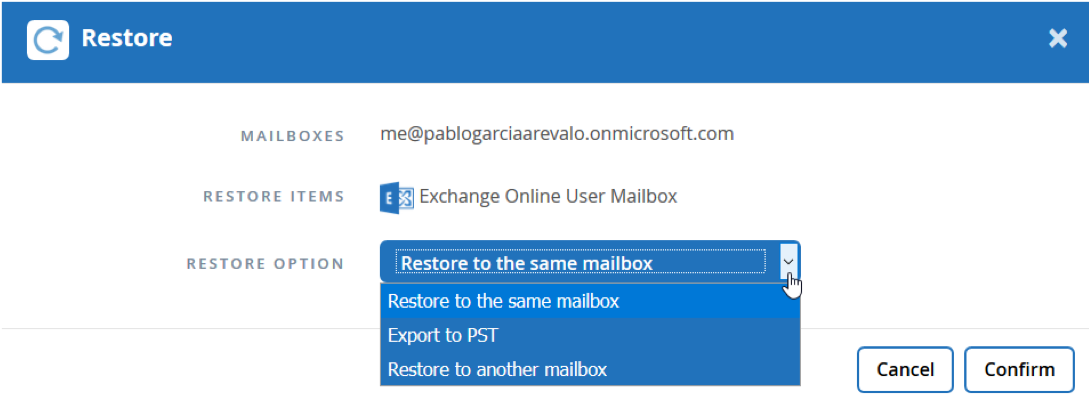 Restore
MAILBOXES me@pablogarciaarevalo.onmicrosoft.com
RESTORE ITEMS E Exchange Online User Mailbox
RESTORE OPTION Restore to the same mailbox
Restore to the same mailbox
Export to PST
Restore to another mailbox
Cancel Confirm